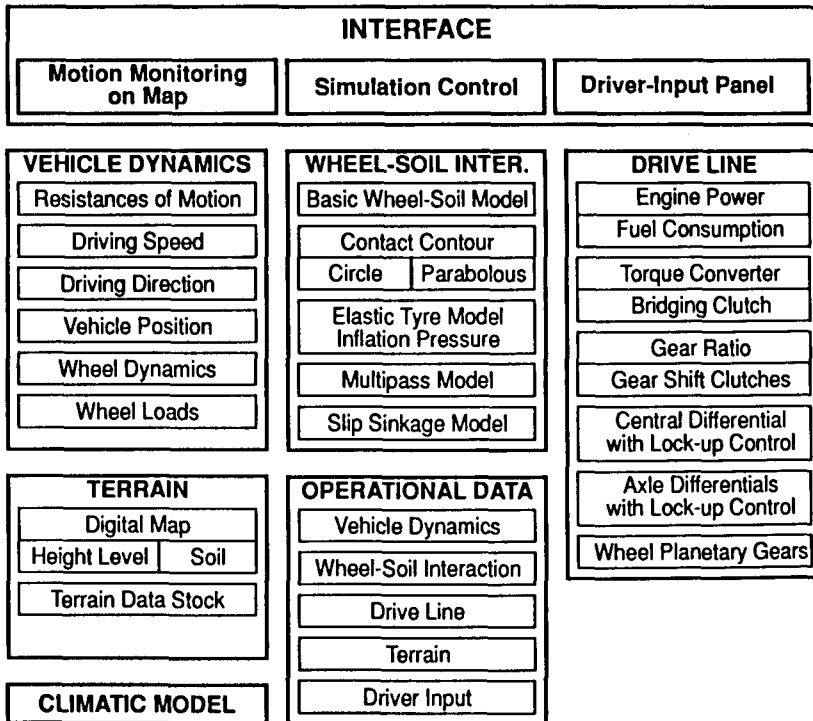 INTERFACE
Motion Monitoring
on Map
Simulation Control
Driver-Input Panel
VEHICLE DYNAMICS
Resistances of Motion
Driving Speed
Driving Direction
Vehicle Position
Wheel Dynamics
Wheel Loads
WHEEL-SOIL INTER.
Basic Wheel-Soil Model
Contact Contour
Circle
Parabolous
Elastic Tyre Model
Inflation Pressure
Multipass Model
Slip Sinkage Model
DRIVE LINE
Engine Power
Fuel Consumption
Torque Converter
Bridging Clutch
Gear Ratio
Gear Shift Clutches
Central Differential
with Lock-up Control
Axle Differentials
with Lock-up Control
Wheel Planetary Gears
TERRAIN
Digital Map
Height Level
Soil
Terrain Data Stock
OPERATIONAL DATA
Vehicle Dynamics
Wheel-Soil Interaction
Drive Line
Terrain
Driver Input
CLIMATIC MODEL